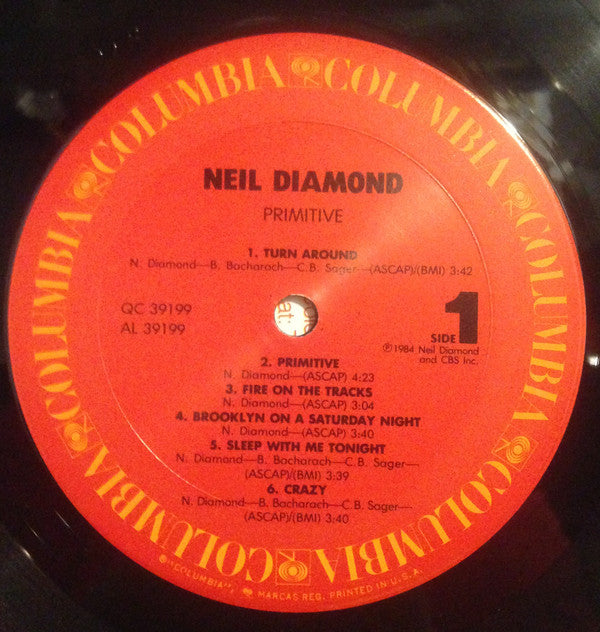 COLUMBIA COLUMBIA COLUMBIA COLUMBIA COLUMBIA COLUMBIA
NEIL DIAMOND
PRIMITIVE
1. TURN AROUND
N. Diamond—B. Bacharach—C.B. Sager—(ASCAP)/(BMI) 3:42
QC 39199
AL 39199
SIDE 1
℗1984 Neil Diamond
and CBS Inc.
2. PRIMITIVE
N. Diamond—(ASCAP) 4:23
3. FIRE ON THE TRACKS
N. Diamond—(ASCAP) 3:04
4. BROOKLYN ON A SATURDAY NIGHT
N. Diamond—(ASCAP) 3:40
5. SLEEP WITH ME TONIGHT
N. Diamond—B. Bacharach—C.B. Sager—
(ASCAP)/(BMI) 3:39
6. CRAZY
N. Diamond—B. Bacharach—C.B. Sager—
(ASCAP)/(BMI) 3:40
"COLUMBIA", MARCAS REG. PRINTED IN U.S.A.